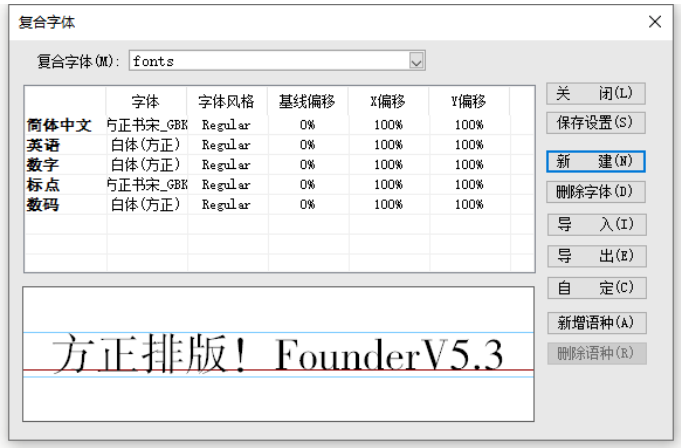 复合字体
复合字体(M): fonts
字体 字体风格 基线偏移 X偏移 Y偏移
简体中文 方正书宋_GBK Regular 0% 100% 100%
英语 白体(方正) Regular 0% 100% 100%
数字 白体(方正) Regular 0% 100% 100%
标点 方正书宋_GBK Regular 0% 100% 100%
数码 白体(方正) Regular 0% 100% 100%
关 闭(L)
保存设置(S)
新 建(N)
删除字体(D)
导 入(I)
导 出(E)
自 定(C)
新增语种(A)
删除语种(R)
方正排版！FounderV5.3